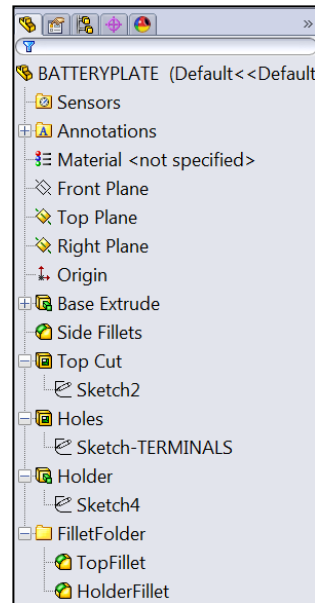 »
BATTERYPLATE (Default<<Default
Sensors
A Annotations
Material <not specified>
Front Plane
Top Plane
Right Plane
Origin
Base Extrude
Side Fillets
Top Cut
Sketch2
Holes
Sketch-TERMINALS
Holder
Sketch4
FilletFolder
TopFillet
HolderFillet